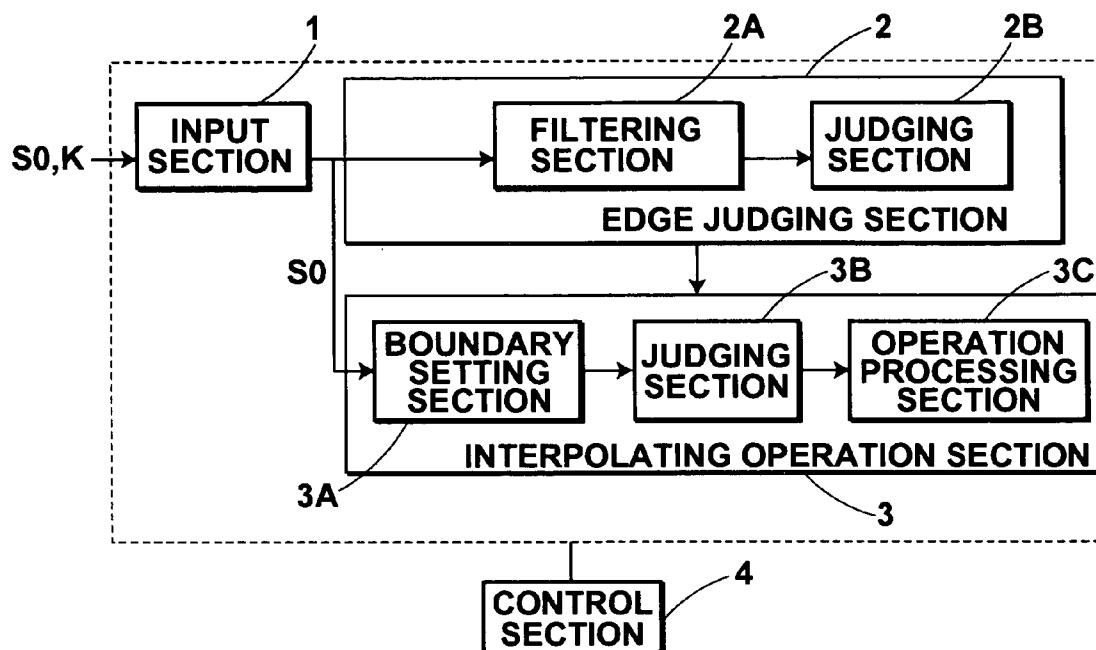 1
2A
2
2B
INPUT
SECTION
FILTERING
SECTION
JUDGING
SECTION
S0,K
EDGE JUDGING SECTION
S0
3B
3C
BOUNDARY
SETTING
SECTION
JUDGING
SECTION
OPERATION
PROCESSING
SECTION
INTERPOLATING OPERATION SECTION
3A
3
4
CONTROL
SECTION